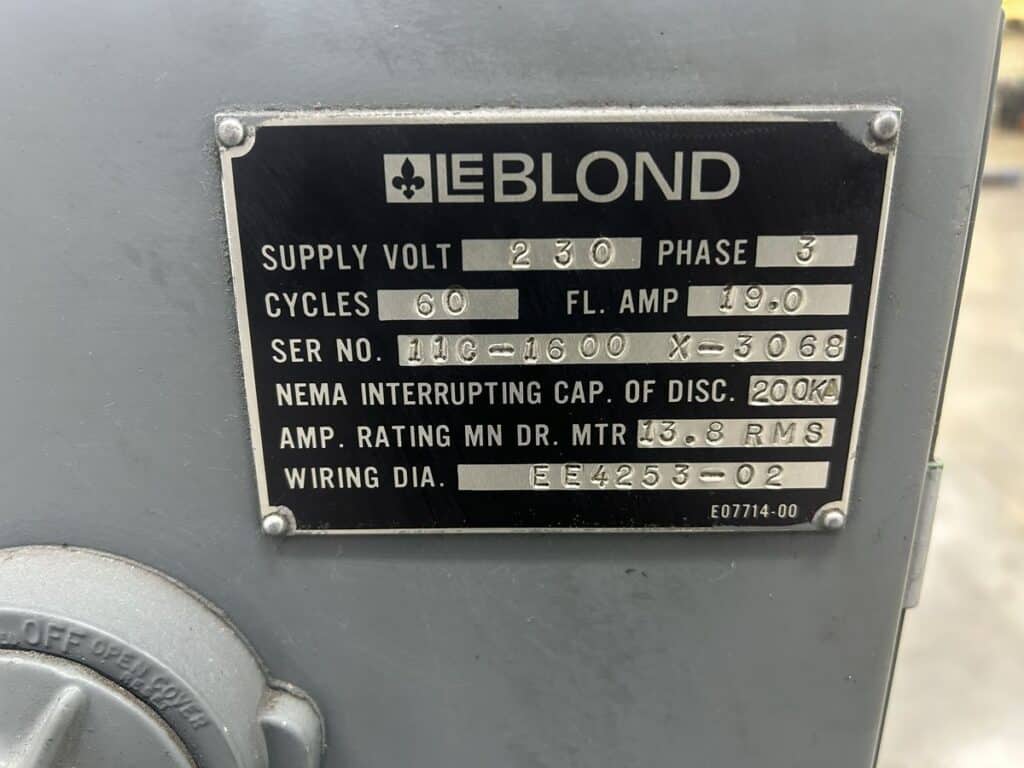 LEBLOND
SUPPLY VOLT 230 PHASE 3
CYCLES 60 FL. AMP 19.0
SER NO. 11C-1600 X-3068
NEMA INTERRUPTING CAP. OF DISC. 200KA
AMP. RATING MN DR. MTR 13.8 RMS
WIRING DIA. EE4253-02
E07714-00
OFF OPEN COVER